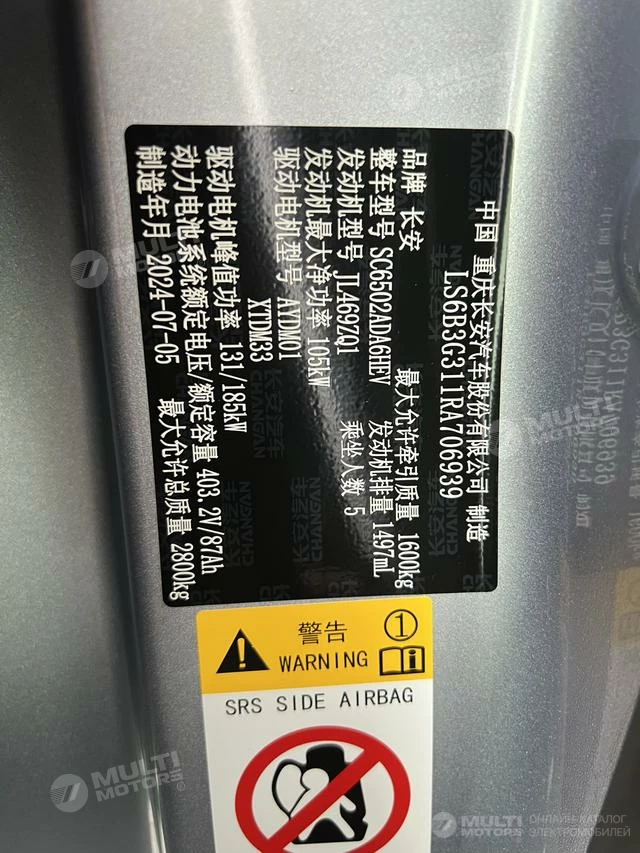 中国 重庆长安汽车股份有限公司 制造
LS6B3G311RA706939
品牌 长安 最大允许牵引质量 1600kg
整车型号 SC6502ADA6HEV 发动机排量 1497mL
发动机型号 JL469ZQ1 乘坐人数 5
发动机最大净功率 105kW
驱动电机型号 AYDM01
XTDM33
驱动电机峰值功率 131/185kW
动力电池系统额定电压/额定容量 403.2V/87Ah
制造年月 2024-07-05 最大允许总质量 2800kg
长安汽车
CHANGAN
警告 ①
WARNING
SRS SIDE AIRBAG
MULTI MOTORS®
MULTI MOTORS
ОНЛАЙН-КАТАЛОГ
ЭЛЕКТРОМОБИЛЕЙ